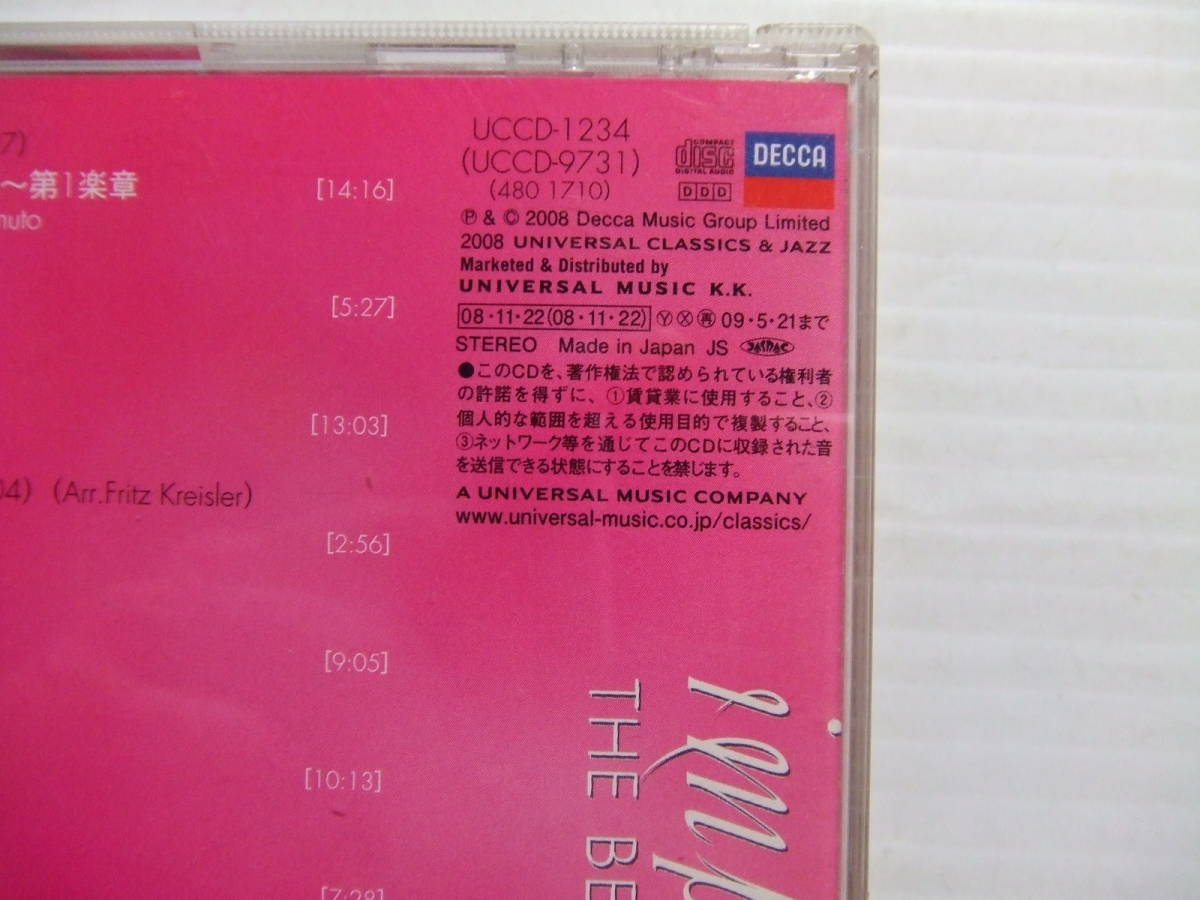 7)
～第1楽章 [14:16]
nuto
[5:27]
[13:03]
04) (Arr.Fritz Kreisler)
[2:56]
[9:05]
[10:13]
[7:28]
UCCD-1234
(UCCD-9731)
(480 1710)
COMPACT
disc
DIGITAL AUDIO
DDD
DECCA
Ⓟ & © 2008 Decca Music Group Limited
2008 UNIVERSAL CLASSICS & JAZZ
Marketed & Distributed by
UNIVERSAL MUSIC K.K.
08・11・22(08・11・22) Ⓨ Ⓧ ㊢ 09・5・21まで
STEREO Made in Japan JS JASRAC
●このCDを、著作権法で認められている権利者
の許諾を得ずに、①賃貸業に使用すること、②
個人的な範囲を超える使用目的で複製すること、
③ネットワーク等を通じてこのCDに収録された音
を送信できる状態にすることを禁じます。
A UNIVERSAL MUSIC COMPANY
www.universal-music.co.jp/classics/
THE BE